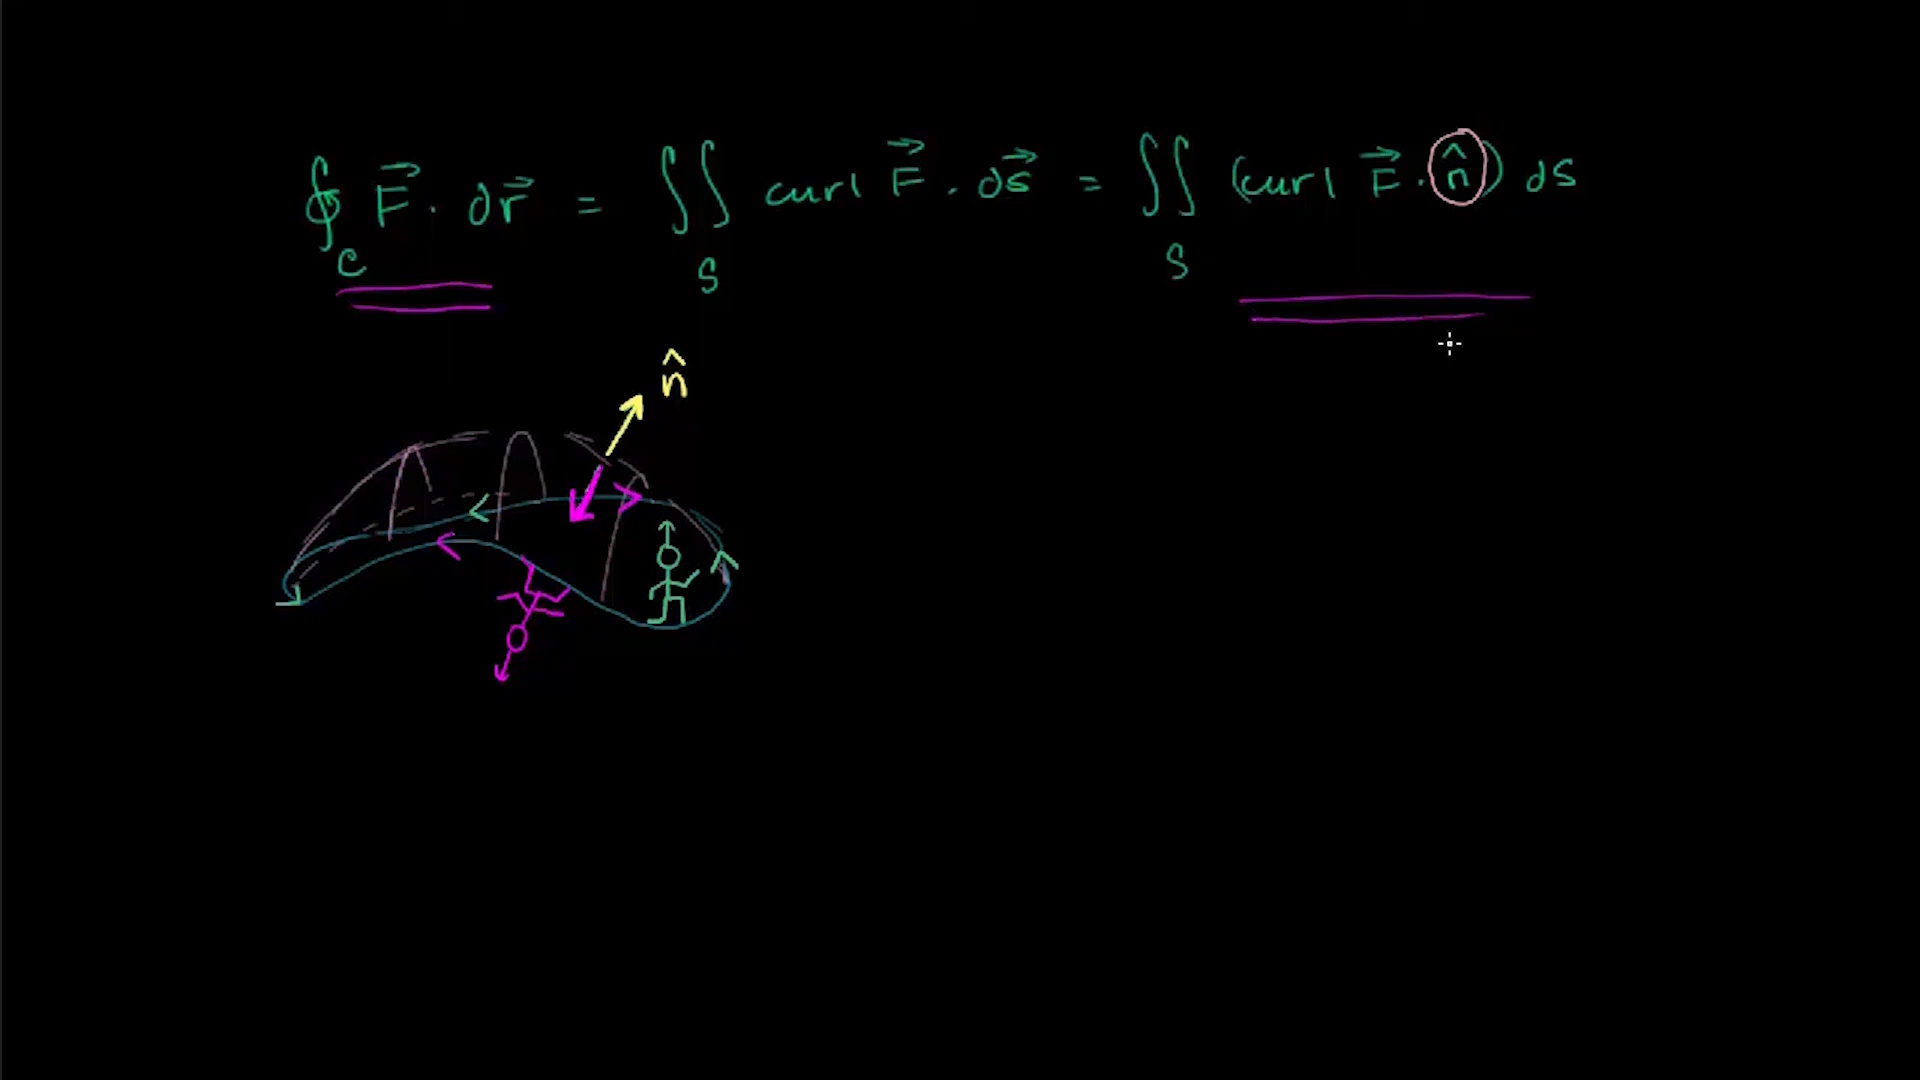 ∮ F⃗ · dr⃗ = ∬ curl F⃗ · ds⃗ = ∬ (curl F⃗ · n̂) ds
C S S
n̂